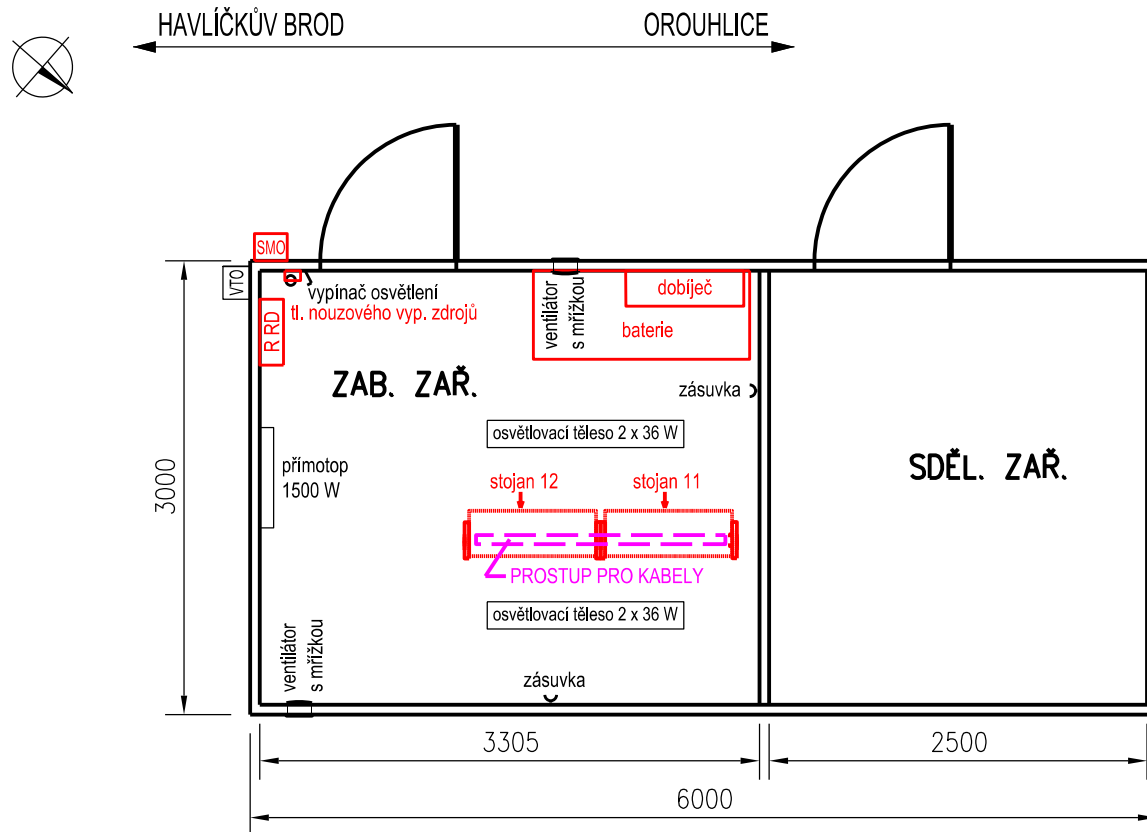 HAVLÍČKŮV BROD
OROUHLICE
SMO
VTO
vypínač osvětlení
tl. nouzového vyp. zdrojů
R RD
ventilátor
s mřížkou
dobíječ
baterie
ZAB. ZAŘ.
zásuvka
osvětlovací těleso 2 x 36 W
přímotop
1500 W
stojan 12
stojan 11
SDĚL. ZAŘ.
3000
PROSTUP PRO KABELY
osvětlovací těleso 2 x 36 W
ventilátor
s mřížkou
zásuvka
3305
2500
6000